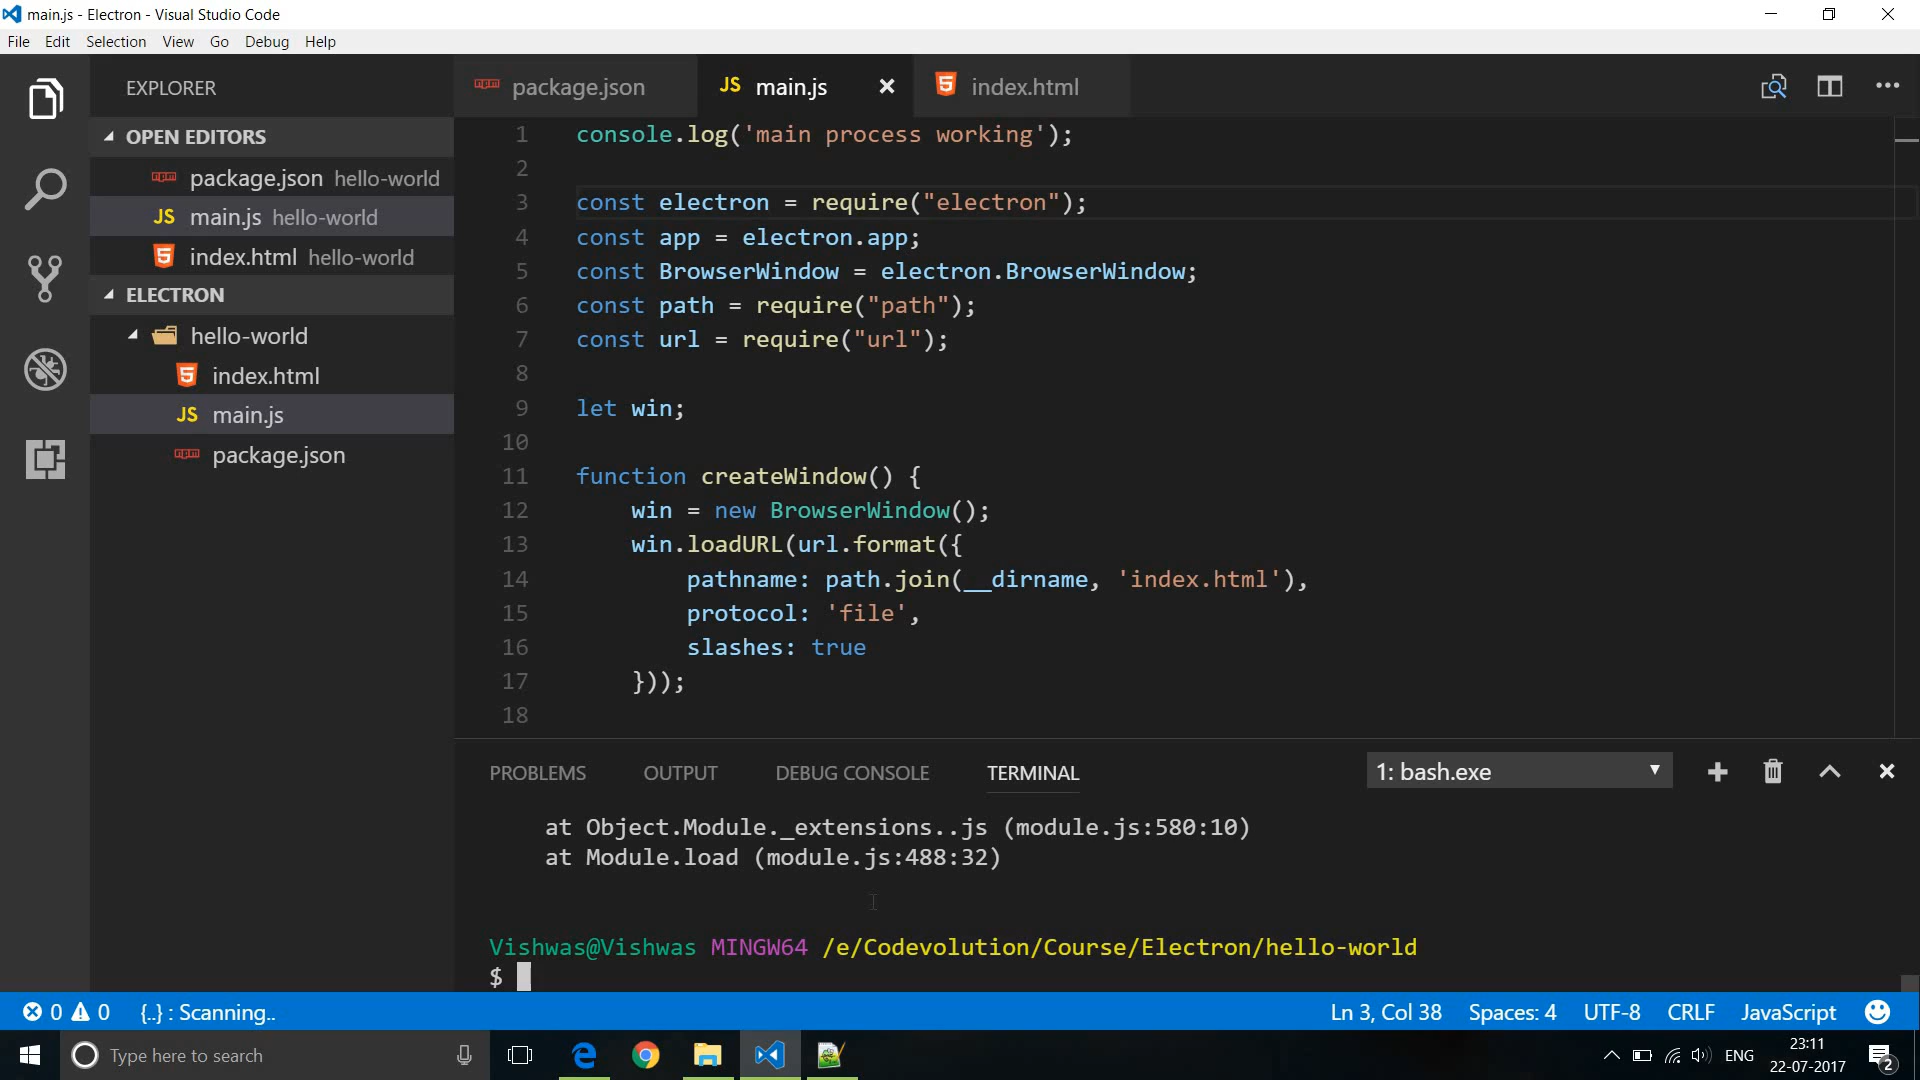 main.js - Electron - Visual Studio Code
File Edit Selection View Go Debug Help
EXPLORER
OPEN EDITORS
package.json hello-world
JS main.js hello-world
index.html hello-world
ELECTRON
hello-world
index.html
JS main.js
package.json
package.json
JS main.js
index.html
1 console.log('main process working');
2
3 const electron = require("electron");
4 const app = electron.app;
5 const BrowserWindow = electron.BrowserWindow;
6 const path = require("path");
7 const url = require("url");
8
9 let win;
10
11 function createWindow() {
12 win = new BrowserWindow();
13 win.loadURL(url.format({
14 pathname: path.join(__dirname, 'index.html'),
15 protocol: 'file',
16 slashes: true
17 }));
18
PROBLEMS OUTPUT DEBUG CONSOLE TERMINAL 1: bash.exe
at Object.Module._extensions..js (module.js:580:10)
at Module.load (module.js:488:32)
Vishwas@Vishwas MINGW64 /e/Codevolution/Course/Electron/hello-world
$
0 0 {..} : Scanning.. Ln 3, Col 38 Spaces: 4 UTF-8 CRLF JavaScript
Type here to search
ENG
23:11
22-07-2017
2